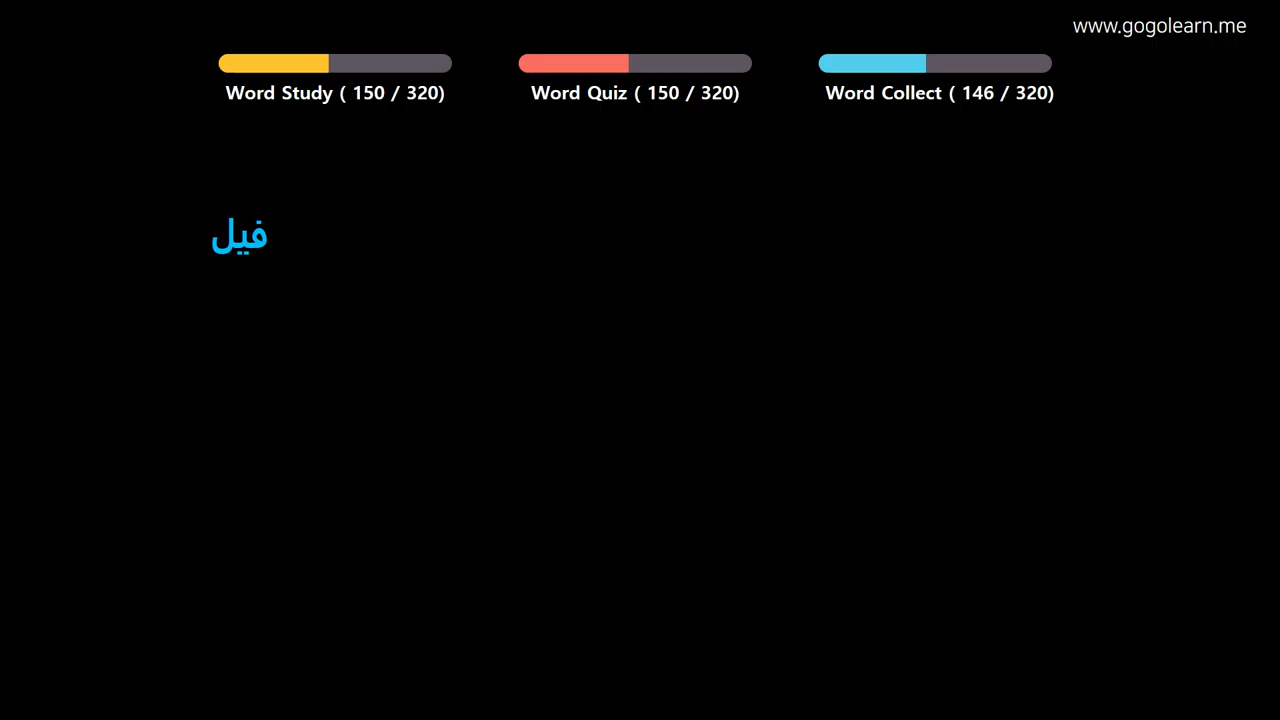 www.gogolearn.me
Word Study ( 150 / 320)
Word Quiz ( 150 / 320)
Word Collect ( 146 / 320)
فيل